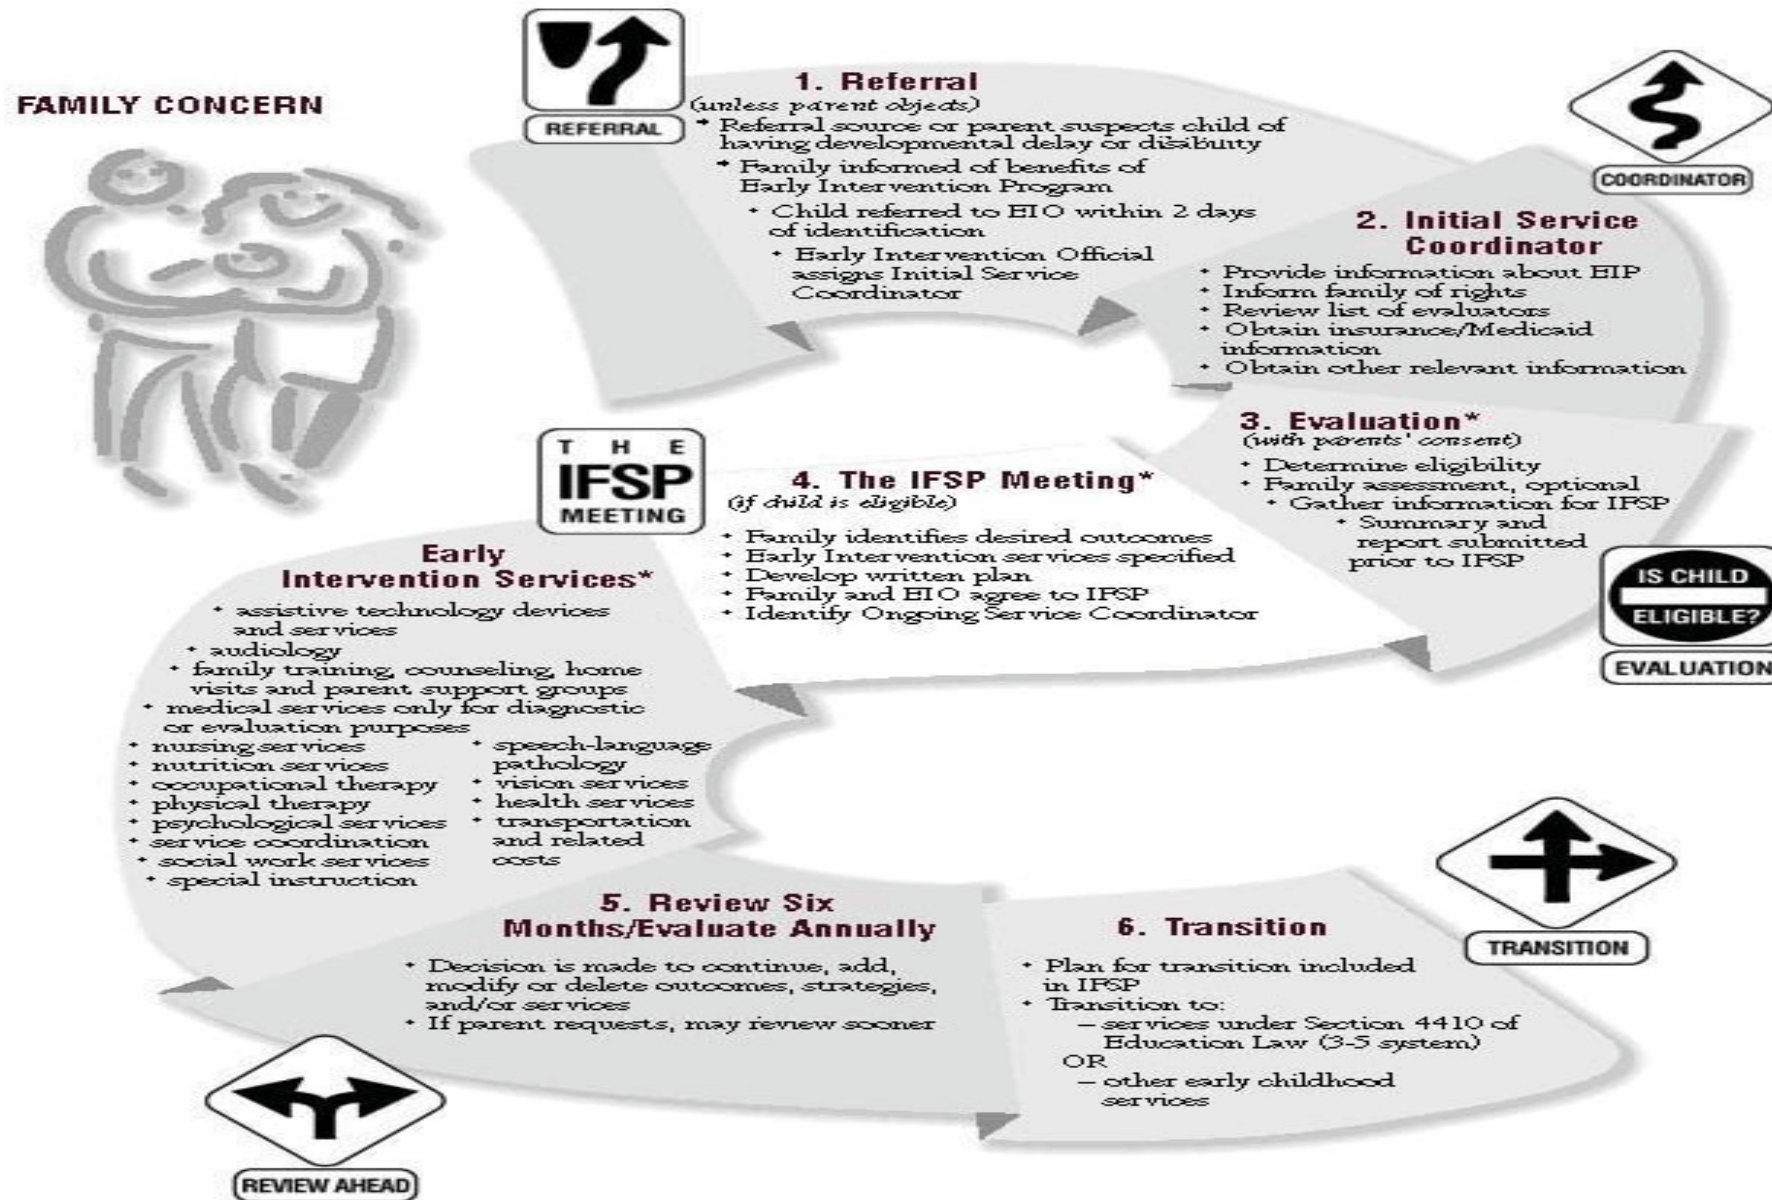 FAMILY CONCERN
REFERRAL
1. Referral
(unless parent objects)
Referral source or parent suspects child of
having developmental delay or disability
Family informed of benefits of
Early Intervention Program
Child referred to EIO within 2 days
of identification
Early Intervention Official
assigns Initial Service
Coordinator
COORDINATOR
2. Initial Service
Coordinator
Provide information about EIP
Inform family of rights
Review list of evaluators
Obtain insurance/Medicaid
information
Obtain other relevant information
3. Evaluation*
(with parents' consent)
Determine eligibility
Family assessment, optional
Gather information for IFSP
Summary and
report submitted
prior to IFSP
IS CHILD
ELIGIBLE?
EVALUATION
THE
IFSP
MEETING
4. The IFSP Meeting*
(if child is eligible)
Family identifies desired outcomes
Early Intervention services specified
Develop written plan
Family and EIO agree to IFSP
Identify Ongoing Service Coordinator
Early
Intervention Services*
assistive technology devices
and services
audiology
family training, counseling, home
visits and parent support groups
medical services only for diagnostic
or evaluation purposes
nursing services
nutrition services
occupational therapy
physical therapy
psychological services
service coordination
social work services
special instruction
speech-language
pathology
vision services
health services
transportation
and related
costs
5. Review Six
Months/Evaluate Annually
Decision is made to continue, add,
modify or delete outcomes, strategies,
and/or services
If parent requests, may review sooner
REVIEW AHEAD
TRANSITION
6. Transition
Plan for transition included
in IFSP
Transition to:
– services under Section 4410 of
Education Law (3-5 system)
OR
– other early childhood
services